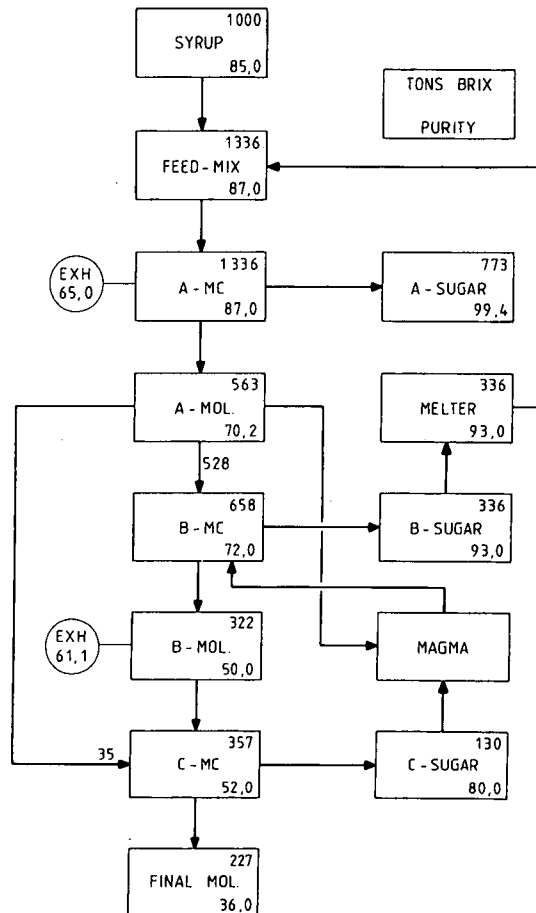 1000
SYRUP
85,0
TONS BRIX
PURITY
1336
FEED-MIX
87,0
EXH
65,0
1336
A-MC
87,0
773
A-SUGAR
99,4
563
A-MOL.
70,2
336
MELTER
93,0
528
658
B-MC
72,0
336
B-SUGAR
93,0
EXH
61,1
322
B-MOL.
50,0
MAGMA
35
357
C-MC
52,0
130
C-SUGAR
80,0
227
FINAL MOL.
36,0